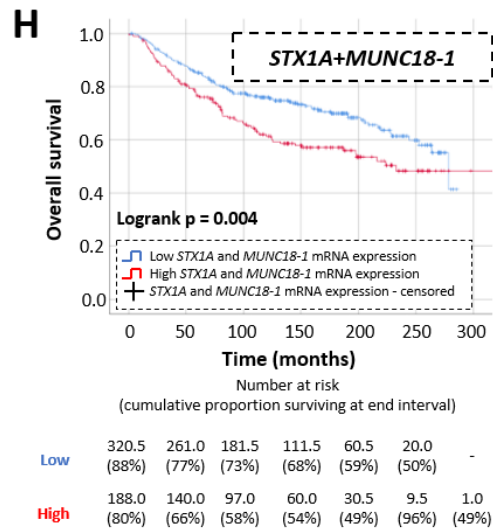 H
STX1A+MUNC18-1
Overall survival
1.0
0.8
0.6
0.4
0.2
0.0
Logrank p = 0.004
Low STX1A and MUNC18-1 mRNA expression
High STX1A and MUNC18-1 mRNA expression
STX1A and MUNC18-1 mRNA expression - censored
0 50 100 150 200 250 300
Time (months)
Number at risk
(cumulative proportion surviving at end interval)
Low 320.5 261.0 181.5 111.5 60.5 20.0 -
(88%) (77%) (73%) (68%) (59%) (50%)
High 188.0 140.0 97.0 60.0 30.5 9.5 1.0
(80%) (66%) (58%) (54%) (49%) (96%) (49%)